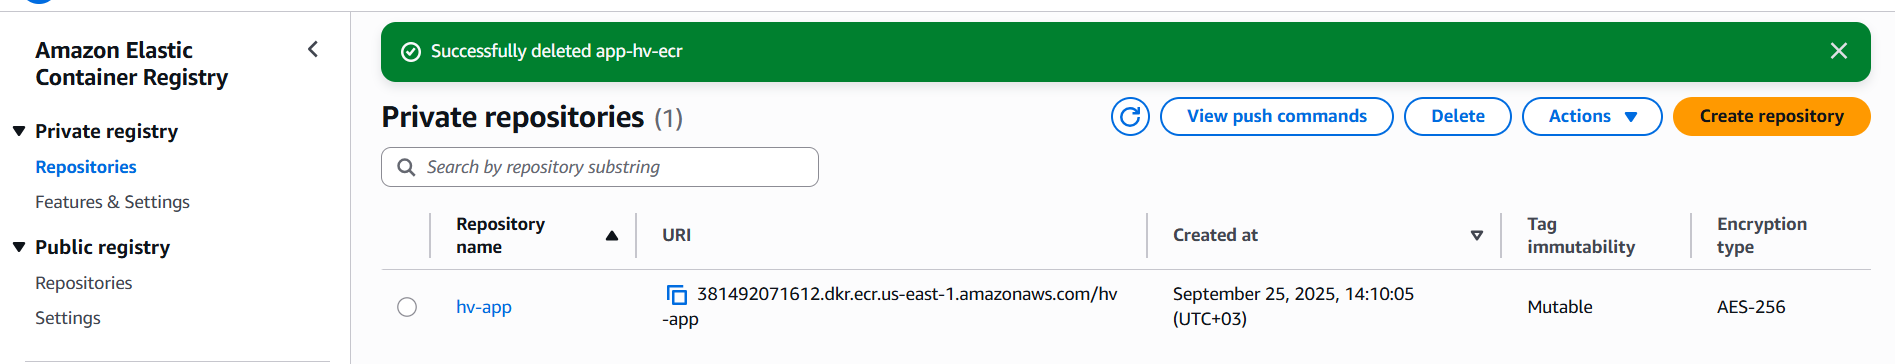 Amazon Elastic
Container Registry
Private registry
Repositories
Features & Settings
Public registry
Repositories
Settings
Successfully deleted app-hv-ecr
Private repositories (1)
View push commands
Delete
Actions
Create repository
Search by repository substring
Repository
name
URI
Created at
Tag
immutability
Encryption
type
hv-app
381492071612.dkr.ecr.us-east-1.amazonaws.com/hv
-app
September 25, 2025, 14:10:05
(UTC+03)
Mutable
AES-256